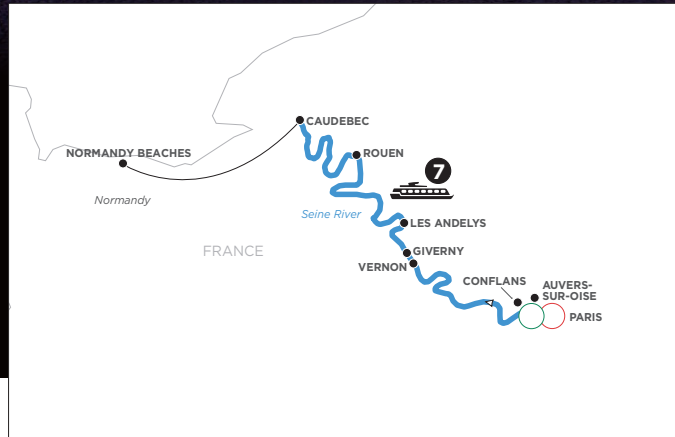 CAUDEBEC
NORMANDY BEACHES
ROUEN
7
Normandy
Seine River
LES ANDELYS
FRANCE
GIVERNY
VERNON
CONFLANS
AUVERS-
SUR-OISE
PARIS